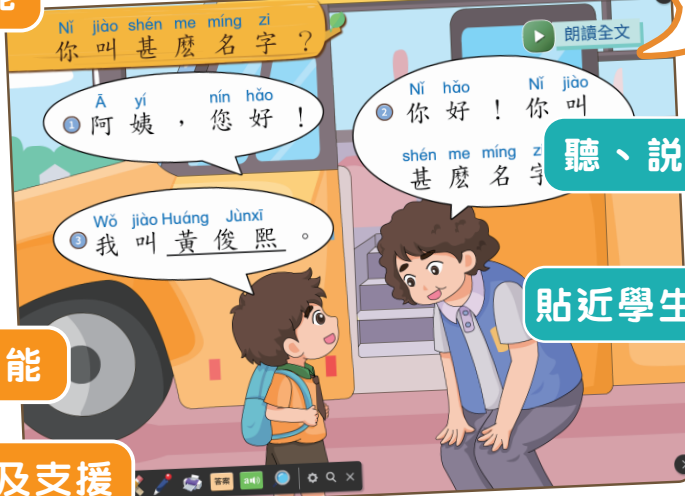 Nǐ jiào shén me míng zi
你叫甚麼名字？
朗讀全文
Ā yí nín hǎo
① 阿姨，您好！
Nǐ hǎo Nǐ jiào
② 你好！你叫
shén me míng
甚麼名字
聽、説
Wǒ jiào Huáng Jùnxī
③ 我叫黃俊熙。
貼近學生
能
及支援
答案